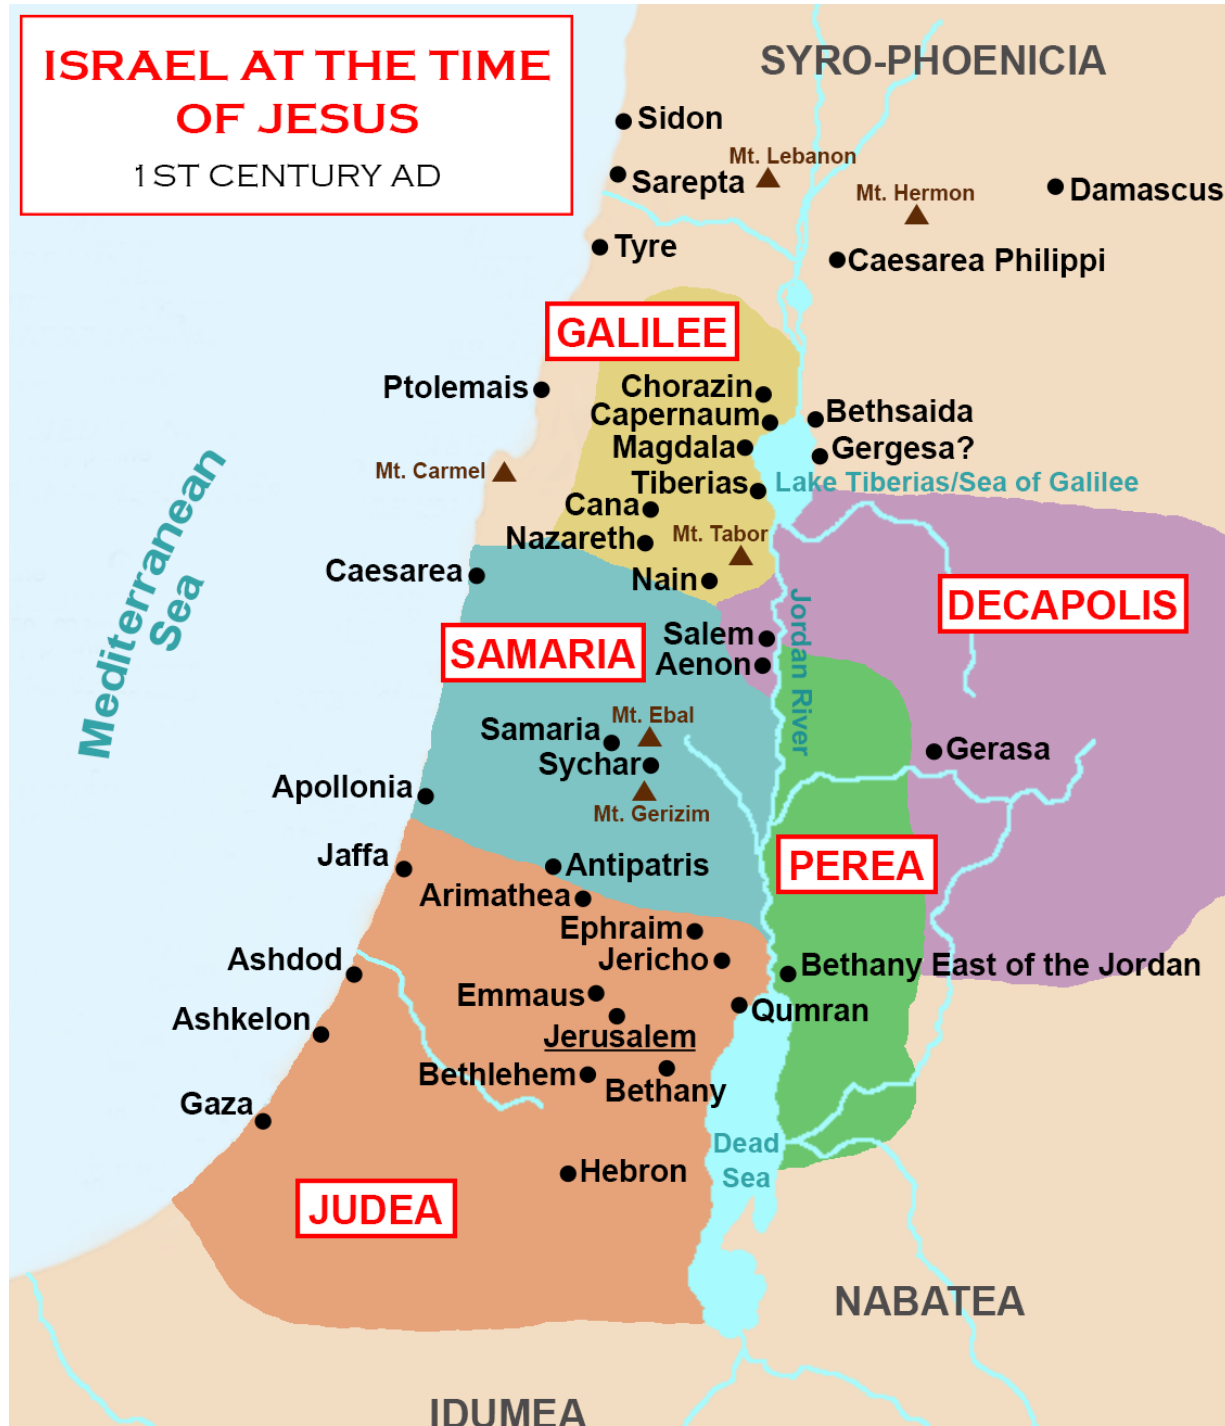 ISRAEL AT THE TIME
OF JESUS
1ST CENTURY AD
SYRO-PHOENICIA
Sidon
Mt. Lebanon
Sarepta
Mt. Hermon
Damascus
Tyre
Caesarea Philippi
GALILEE
Ptolemais
Chorazin
Capernaum
Bethsaida
Magdala
Gergesa?
Mt. Carmel
Tiberias
Lake Tiberias/Sea of Galilee
Cana
Nazareth
Mt. Tabor
Mediterranean
Sea
Caesarea
Nain
DECAPOLIS
Jordan River
SAMARIA
Salem
Aenon
Mt. Ebal
Samaria
Sychar
Gerasa
Apollonia
Mt. Gerizim
Jaffa
Antipatris
PEREA
Arimathea
Ephraim
Jericho
Ashdod
Bethany East of the Jordan
Emmaus
Qumran
Ashkelon
Jerusalem
Bethlehem
Bethany
Gaza
Dead
Sea
Hebron
JUDEA
NABATEA
IDUMEA